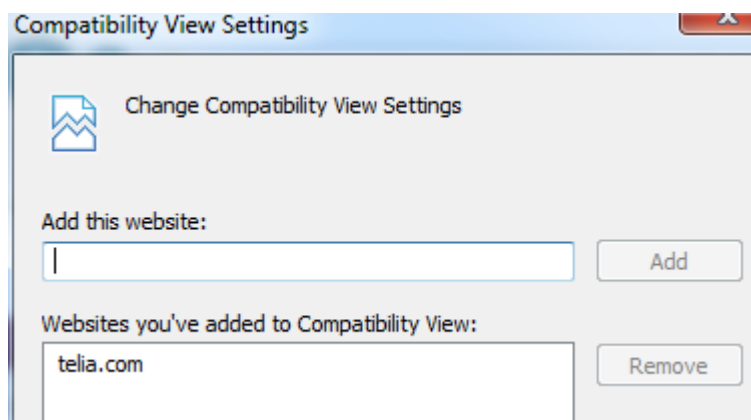 Compatibility View Settings
Change Compatibility View Settings
Add this website:
Add
Websites you've added to Compatibility View:
telia.com
Remove